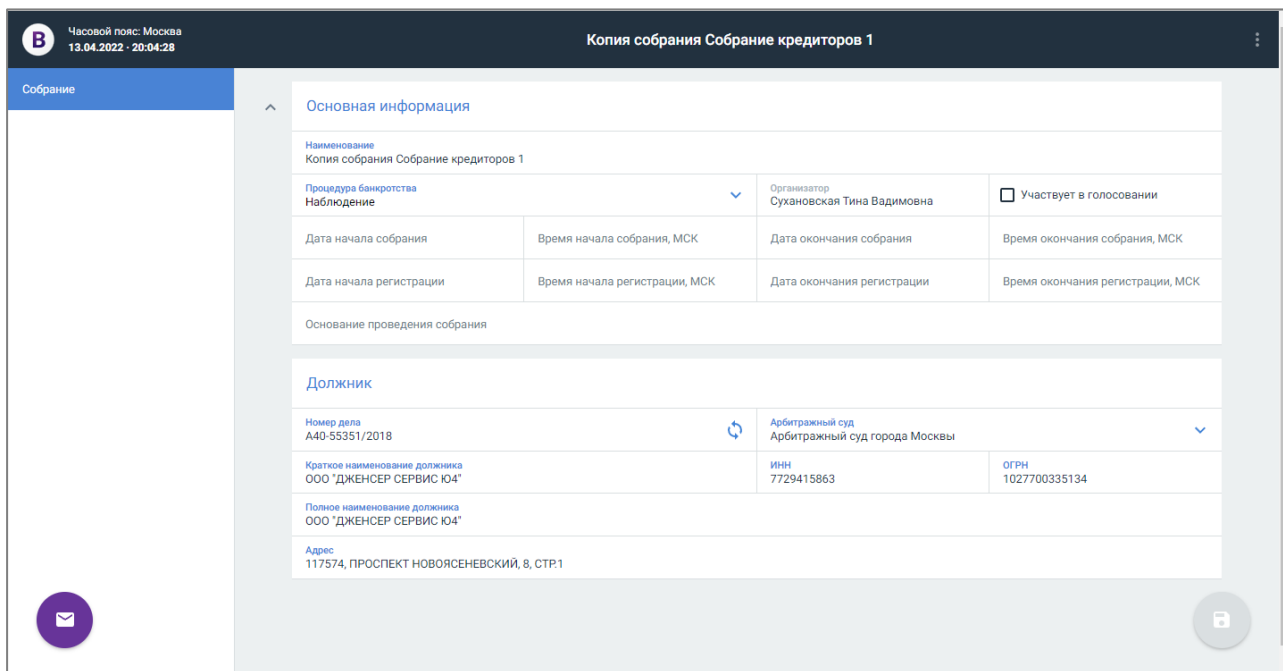 B
Часовой пояс: Москва
13.04.2022 · 20:04:28
Копия собрания Собрание кредиторов 1
Собрание
Основная информация
Наименование
Копия собрания Собрание кредиторов 1
Процедура банкротства
Наблюдение
Организатор
Сухановская Тина Вадимовна
Участвует в голосовании
Дата начала собрания
Время начала собрания, МСК
Дата окончания собрания
Время окончания собрания, МСК
Дата начала регистрации
Время начала регистрации, МСК
Дата окончания регистрации
Время окончания регистрации, МСК
Основание проведения собрания
Должник
Номер дела
А40-55351/2018
Арбитражный суд
Арбитражный суд города Москвы
Краткое наименование должника
ООО "ДЖЕНСЕР СЕРВИС Ю4"
ИНН
7729415863
ОГРН
1027700335134
Полное наименование должника
ООО "ДЖЕНСЕР СЕРВИС Ю4"
Адрес
117574, ПРОСПЕКТ НОВОЯСЕНЕВСКИЙ, 8, СТР.1